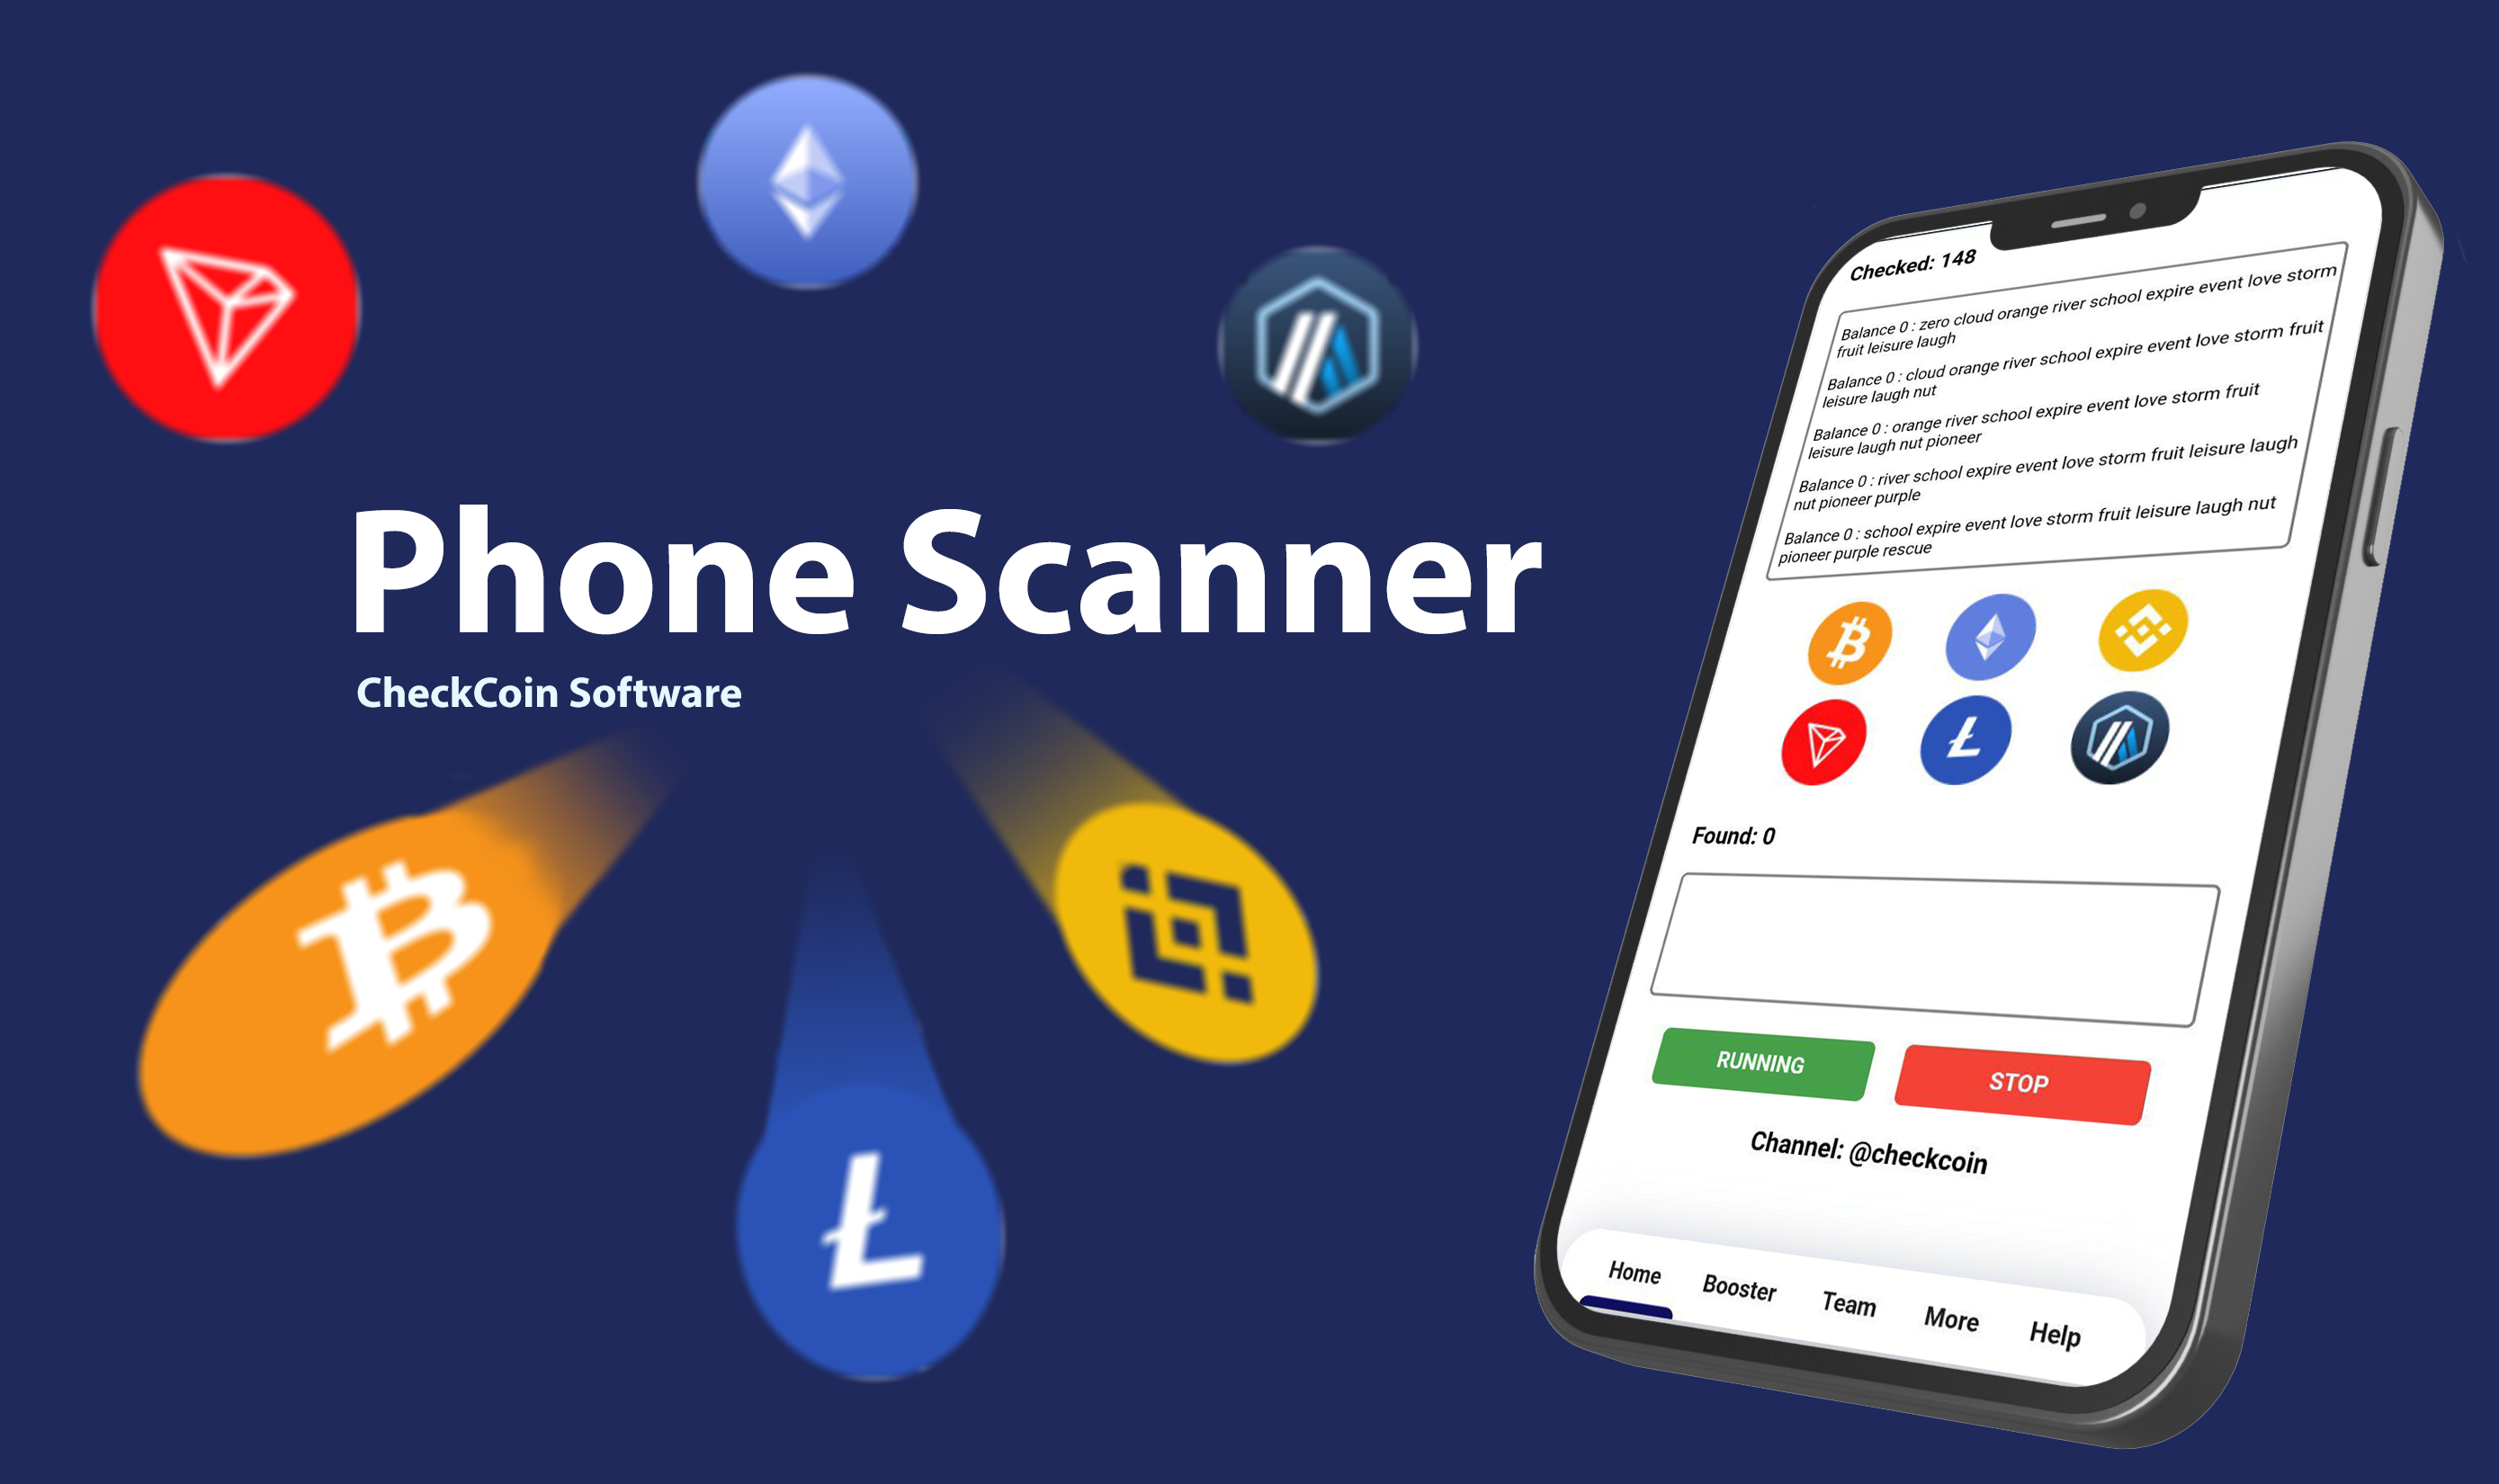 Phone Scanner
CheckCoin Software
Checked: 148
Balance 0 : zero cloud orange river school expire event love storm
fruit leisure laugh
Balance 0 : cloud orange river school expire event love storm fruit
leisure laugh nut
Balance 0 : orange river school expire event love storm fruit
leisure laugh nut pioneer
Balance 0 : river school expire event love storm fruit leisure laugh
nut pioneer purple
Balance 0 : school expire event love storm fruit leisure laugh nut
pioneer purple rescue
Found: 0
RUNNING
STOP
Channel: @checkcoin
Home
Booster
Team
More
Help